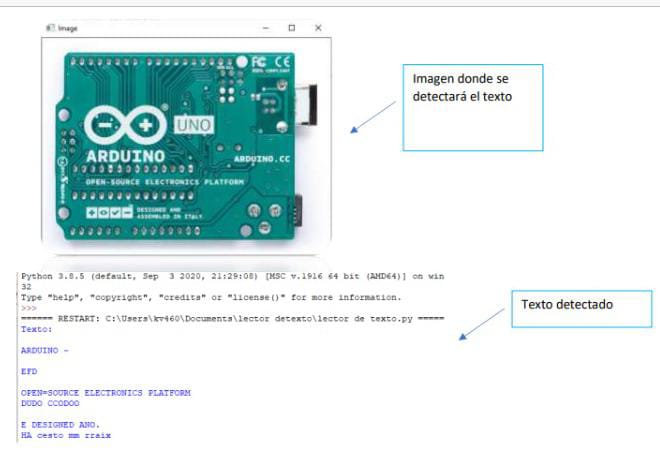 Image
FC CE
UNO
ARDUINO
ARDUINO.CC
OPEN-SOURCE ELECTRONICS PLATFORM
DESIGNED AND
ASSEMBLED IN ITALY
Imagen donde se
detectará el texto
Python 3.8.5 (default, Sep 3 2020, 21:29:08) [MSC v.1916 64 bit (AMD64)] on win
32
Type "help", "copyright", "credits" or "license()" for more information.
>>>
====== RESTART: C:\Users\kv460\Documents\lector detexto\lector de texto.py =====
Texto:
ARDUINO -
EFD
OPEN=SOURCE ELECTRONICS PLATFORM
DUDO CCODOO
E DESIGNED ANO.
HA cesto mm rraix
Texto detectado